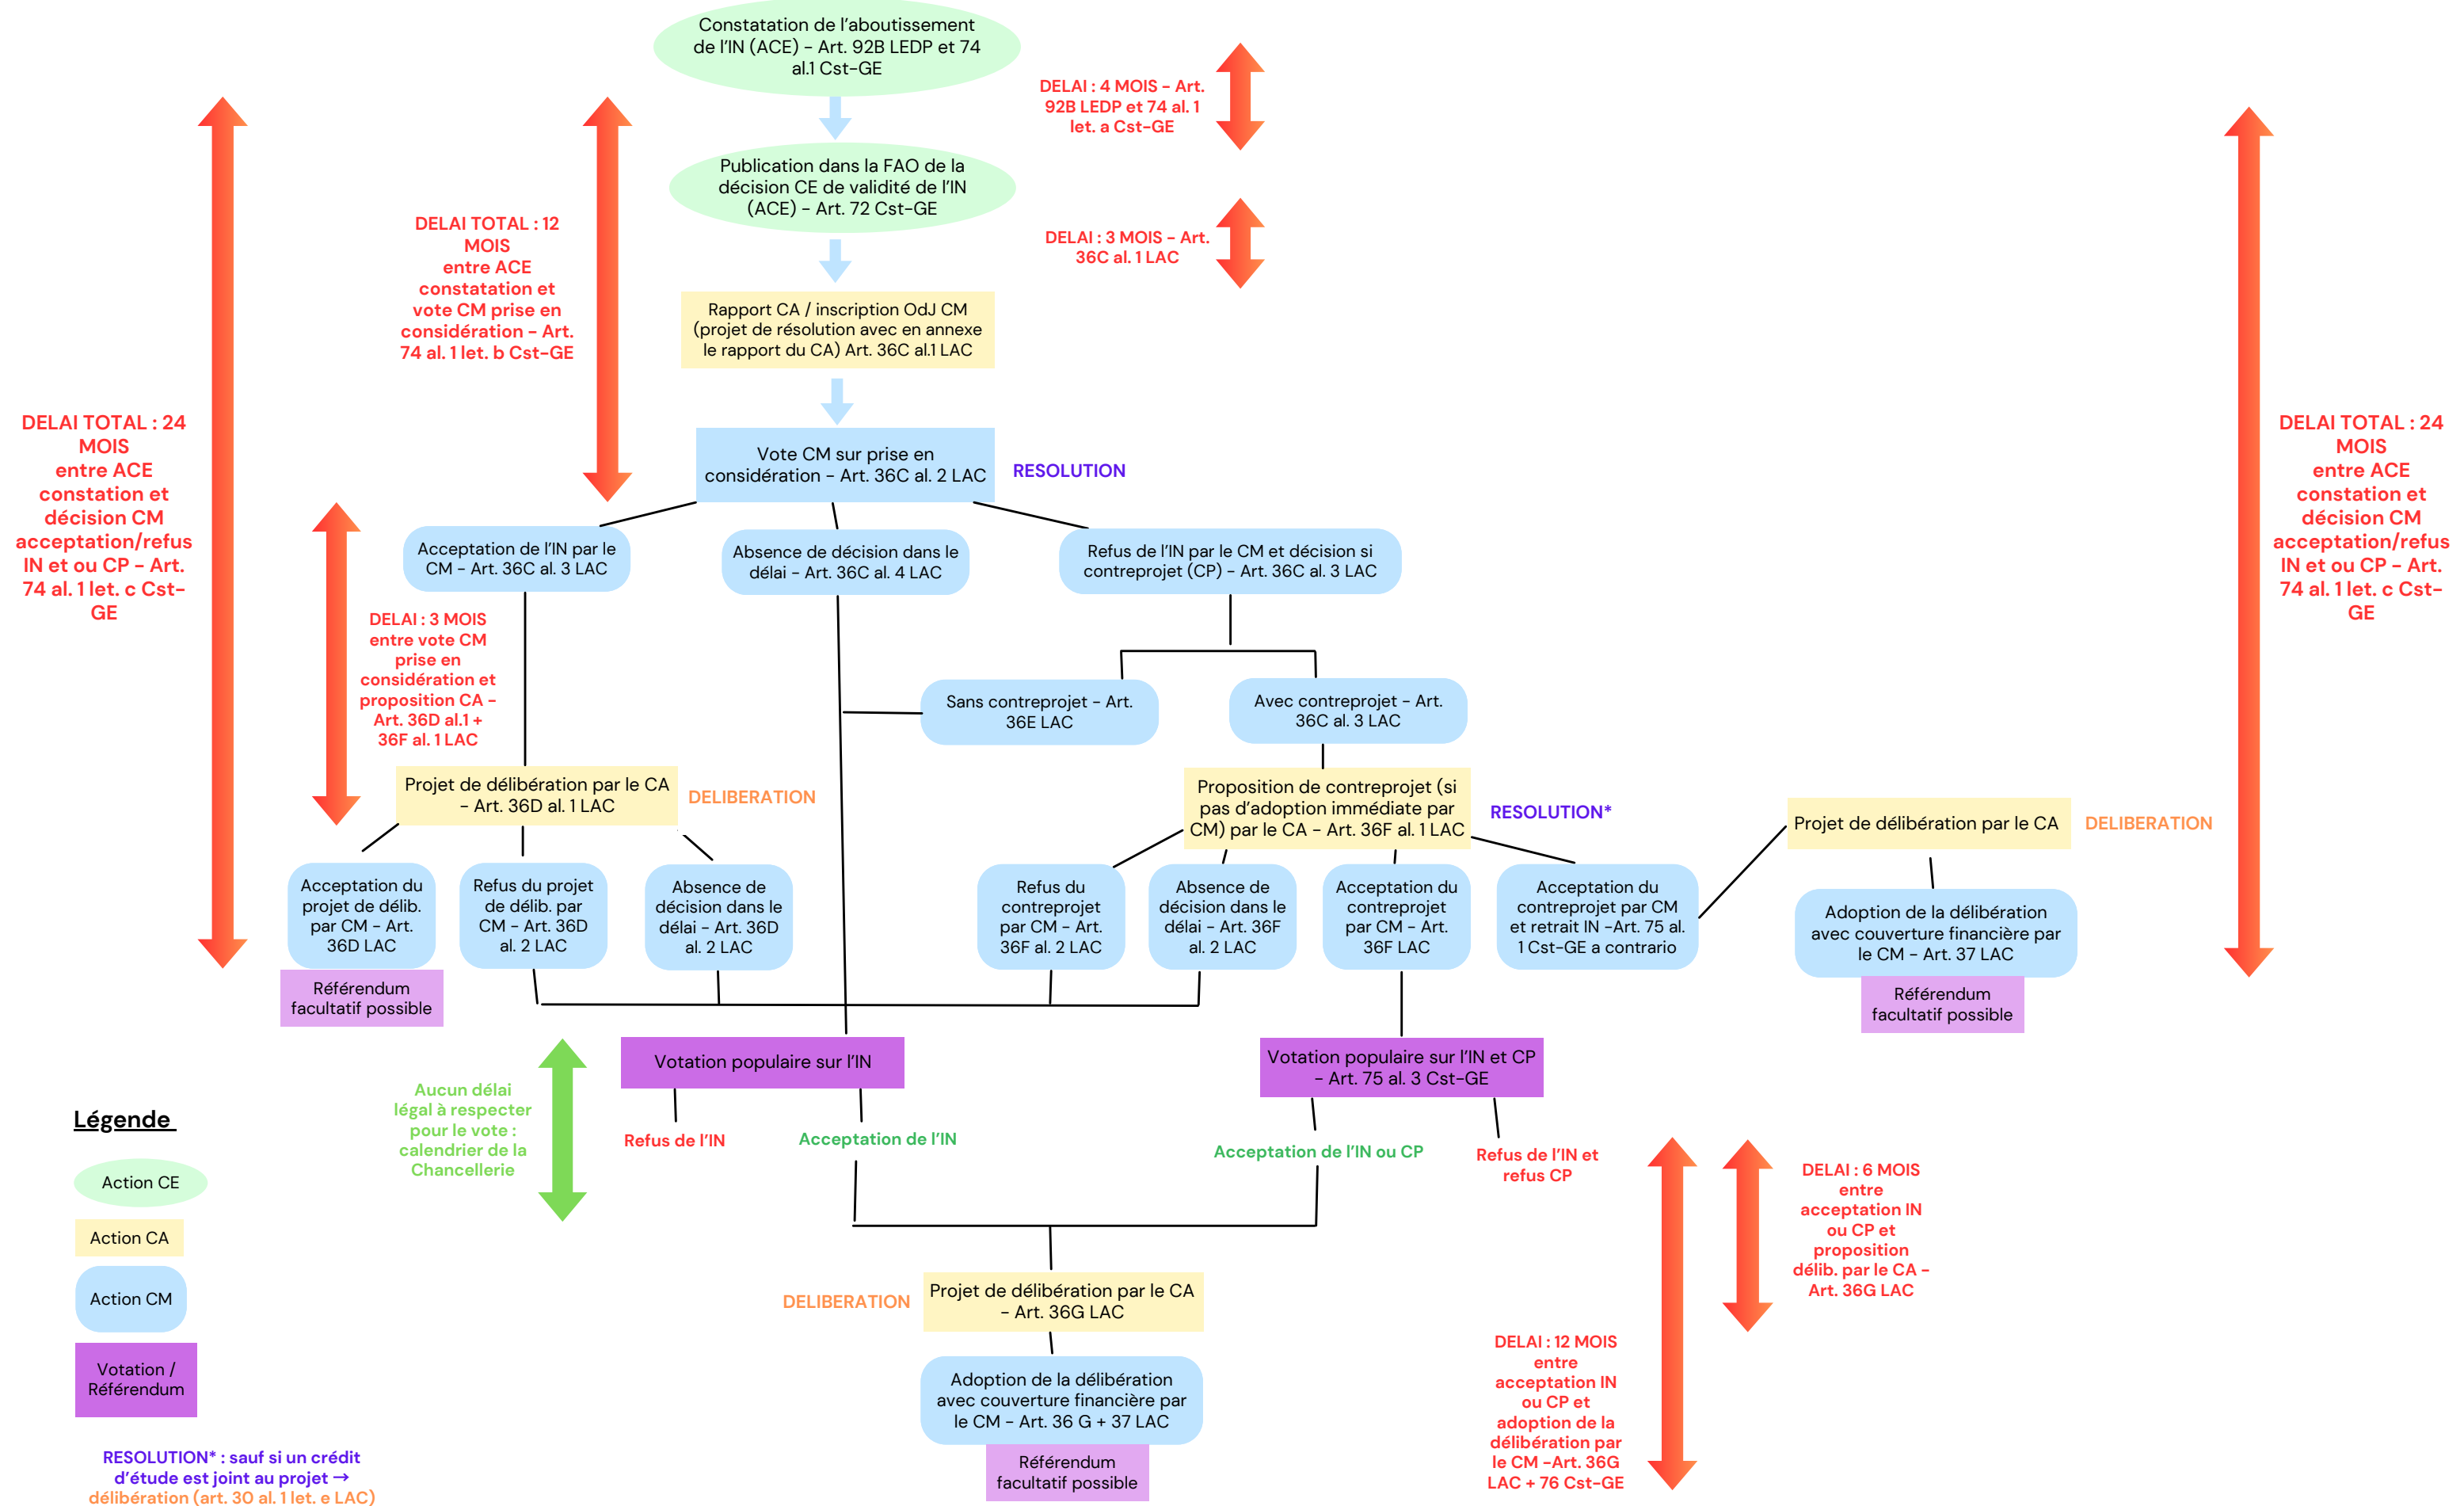 Constatation de l'aboutissement
de l'IN (ACE) - Art. 92B LEDP et 74
al.1 Cst-GE
DELAI : 4 MOIS - Art.
92B LEDP et 74 al. 1
let. a Cst-GE
Publication dans la FAO de la
décision CE de validité de l'IN
(ACE) - Art. 72 Cst-GE
DELAI : 3 MOIS - Art.
36C al. 1 LAC
DELAI TOTAL : 12
MOIS
entre ACE
constatation et
vote CM prise en
considération - Art.
74 al. 1 let. b Cst-GE
Rapport CA / inscription OdJ CM
(projet de résolution avec en annexe
le rapport du CA) Art. 36C al.1 LAC
DELAI TOTAL : 24
MOIS
entre ACE
constation et
décision CM
acceptation/refus
IN et ou CP - Art.
74 al. 1 let. c Cst-
GE
Vote CM sur prise en
considération - Art. 36C al. 2 LAC
RESOLUTION
DELAI TOTAL : 24
MOIS
entre ACE
constation et
décision CM
acceptation/refus
IN et ou CP - Art.
74 al. 1 let. c Cst-
GE
Acceptation de l'IN par le
CM - Art. 36C al. 3 LAC
Absence de décision dans le
délai - Art. 36C al. 4 LAC
Refus de l'IN par le CM et décision si
contreprojet (CP) - Art. 36C al. 3 LAC
DELAI : 3 MOIS
entre vote CM
prise en
considération et
proposition CA -
Art. 36D al.1 +
36F al. 1 LAC
Sans contreprojet - Art.
36E LAC
Avec contreprojet - Art.
36C al. 3 LAC
Projet de délibération par le CA
- Art. 36D al. 1 LAC
DELIBERATION
Proposition de contreprojet (si
pas d'adoption immédiate par
CM) par le CA - Art. 36F al. 1 LAC
RESOLUTION*
Projet de délibération par le CA
DELIBERATION
Acceptation du
projet de délib.
par CM - Art.
36D LAC
Référendum
facultatif possible
Refus du projet
de délib. par
CM - Art. 36D
al. 2 LAC
Absence de
décision dans le
délai - Art. 36D
al. 2 LAC
Refus du
contreprojet
par CM - Art.
36F al. 2 LAC
Absence de
décision dans le
délai - Art. 36F
al. 2 LAC
Acceptation du
contreprojet
par CM - Art.
36F LAC
Acceptation du
contreprojet par CM
et retrait IN -Art. 75 al.
1 Cst-GE a contrario
Adoption de la délibération
avec couverture financière par
le CM - Art. 37 LAC
Référendum
facultatif possible
Votation populaire sur l'IN
Votation populaire sur l'IN et CP
- Art. 75 al. 3 Cst-GE
Aucun délai
légal à respecter
pour le vote :
calendrier de la
Chancellerie
Refus de l'IN
Acceptation de l'IN
Acceptation de l'IN ou CP
Refus de l'IN et
refus CP
DELAI : 6 MOIS
entre
acceptation IN
ou CP et
proposition
délib. par le CA -
Art. 36G LAC
DELIBERATION
Projet de délibération par le CA
- Art. 36G LAC
DELAI : 12 MOIS
entre
acceptation IN
ou CP et
adoption de la
délibération par
le CM -Art. 36G
LAC + 76 Cst-GE
Adoption de la délibération
avec couverture financière par
le CM - Art. 36 G + 37 LAC
Référendum
facultatif possible
Légende
Action CE
Action CA
Action CM
Votation /
Référendum
RESOLUTION* : sauf si un crédit
d'étude est joint au projet →
délibération (art. 30 al. 1 let. e LAC)